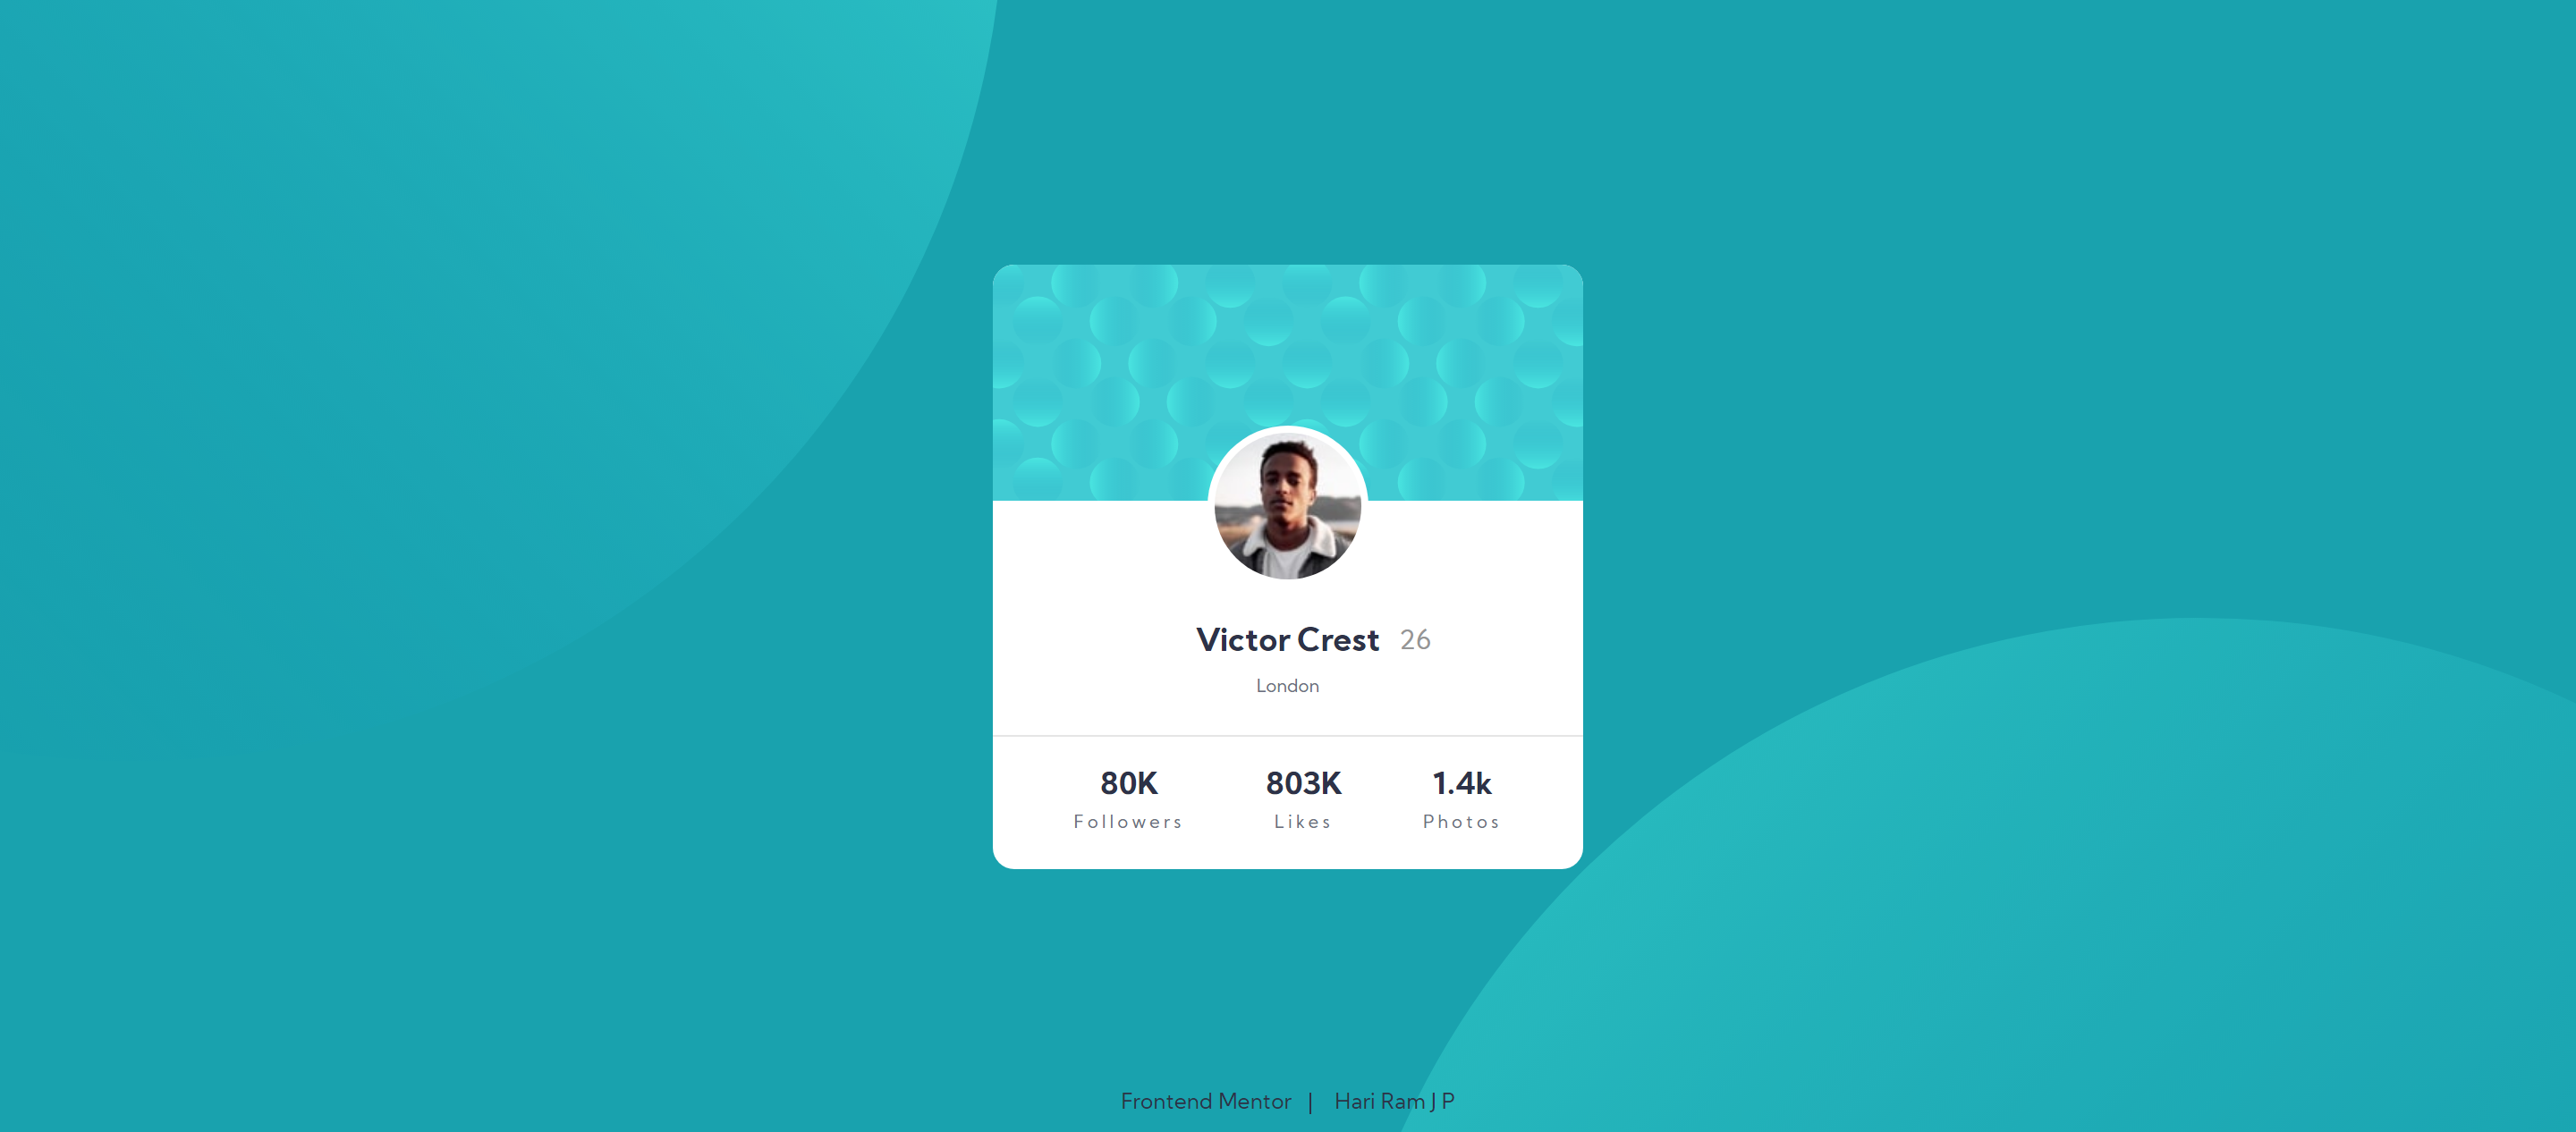 Victor Crest 26
London
80K 803K 1.4k
Followers Likes Photos
Frontend Mentor | Hari Ram J P